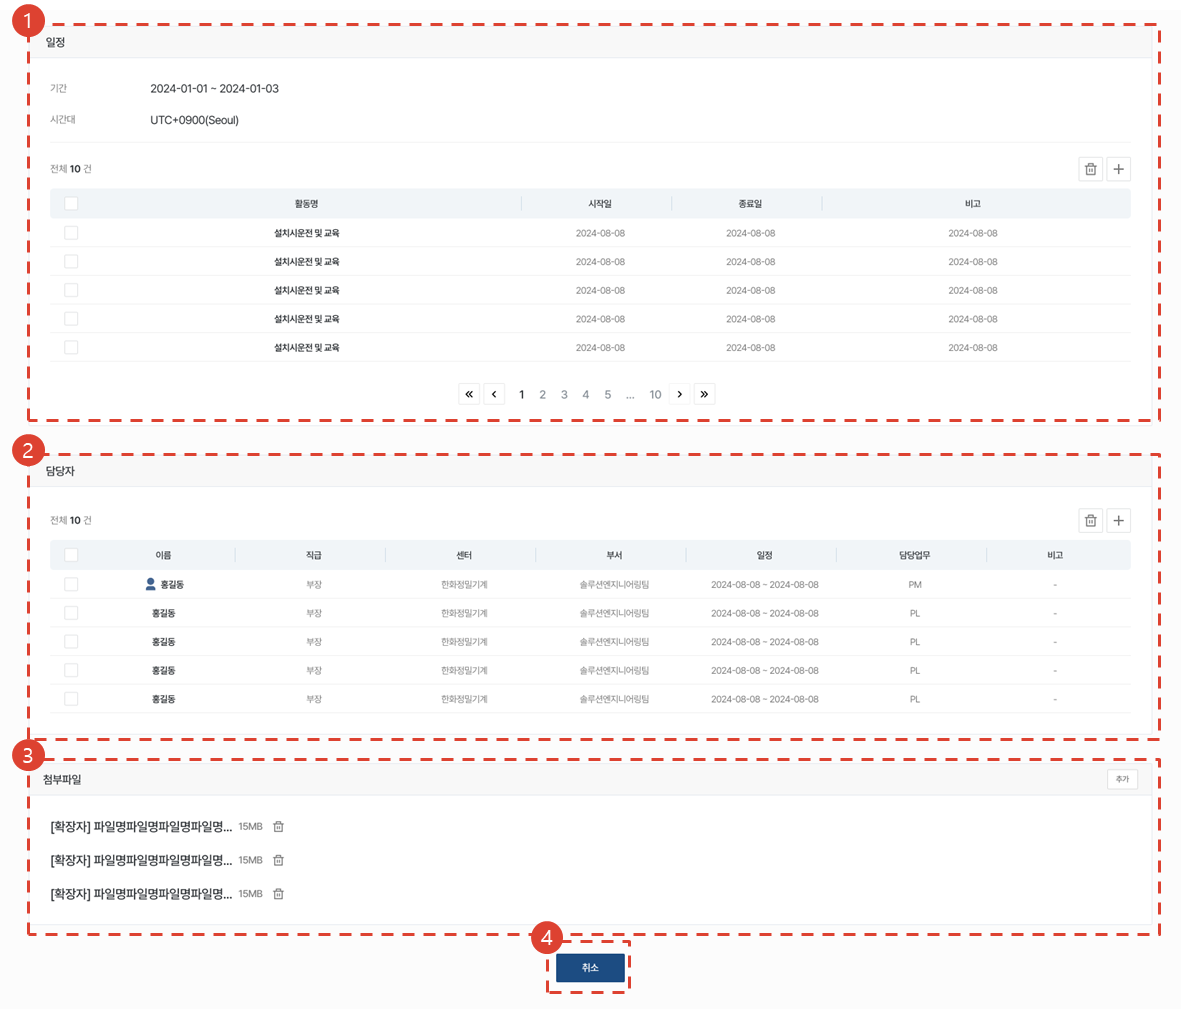 1
일정
기간 2024-01-01 ~ 2024-01-03
시간대 UTC+0900(Seoul)
전체 10 건
활동명 시작일 종료일 비고
설치시운전 및 교육 2024-08-08 2024-08-08 2024-08-08
설치시운전 및 교육 2024-08-08 2024-08-08 2024-08-08
설치시운전 및 교육 2024-08-08 2024-08-08 2024-08-08
설치시운전 및 교육 2024-08-08 2024-08-08 2024-08-08
설치시운전 및 교육 2024-08-08 2024-08-08 2024-08-08
« ‹ 1 2 3 4 5 ... 10 › »
2
담당자
전체 10 건
이름 직급 센터 부서 일정 담당업무 비고
홍길동 부장 한화정밀기계 솔루션엔지니어링팀 2024-08-08 ~ 2024-08-08 PM -
홍길동 부장 한화정밀기계 솔루션엔지니어링팀 2024-08-08 ~ 2024-08-08 PL -
홍길동 부장 한화정밀기계 솔루션엔지니어링팀 2024-08-08 ~ 2024-08-08 PL -
홍길동 부장 한화정밀기계 솔루션엔지니어링팀 2024-08-08 ~ 2024-08-08 PL -
홍길동 부장 한화정밀기계 솔루션엔지니어링팀 2024-08-08 ~ 2024-08-08 PL -
3
첨부파일 추가
[확장자] 파일명파일명파일명파일명... 15MB
[확장자] 파일명파일명파일명파일명... 15MB
[확장자] 파일명파일명파일명파일명... 15MB
4
취소